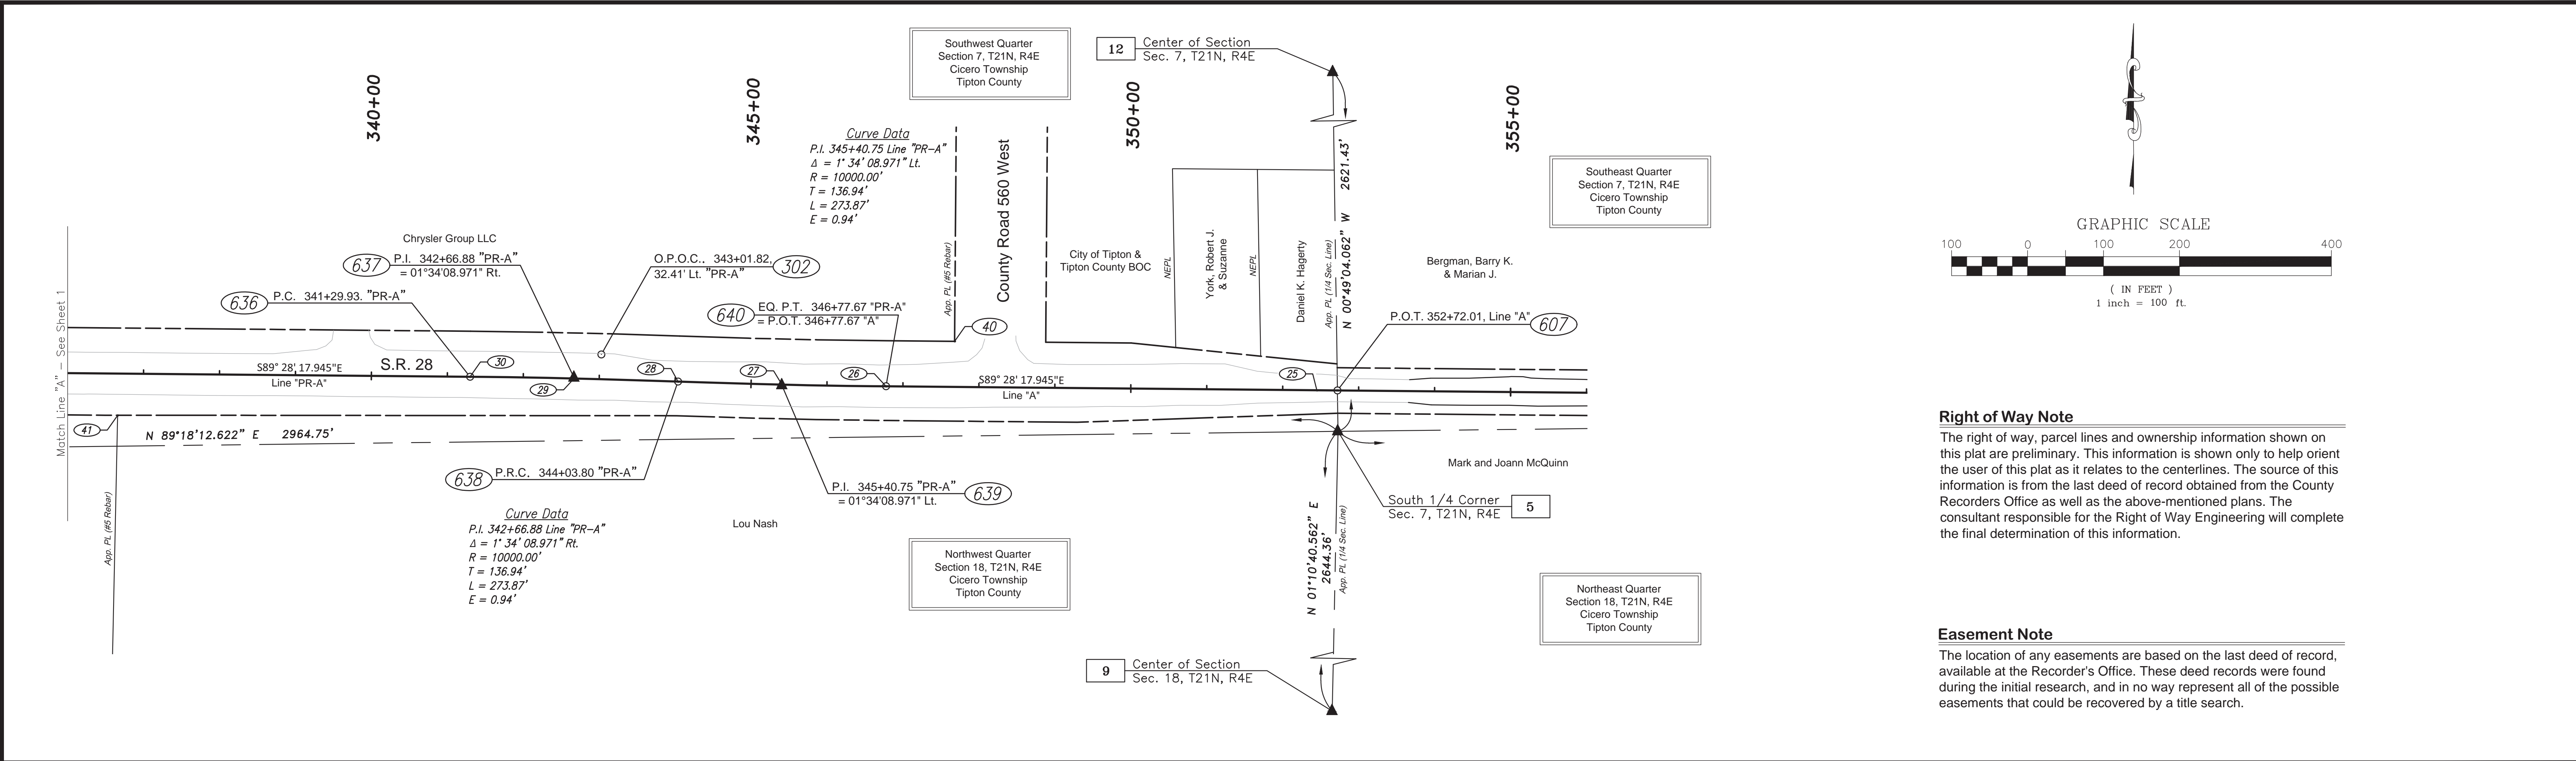 Southwest Quarter
Section 7, T21N, R4E
Cicero Township
Tipton County
12
Center of Section
Sec. 7, T21N, R4E
340+00
345+00
350+00
355+00
Curve Data
P.I. 345+40.75 Line "PR-A"
Δ = 1° 34' 08.971" Lt.
R = 10000.00'
T = 136.94'
L = 273.87'
E = 0.94'
Southeast Quarter
Section 7, T21N, R4E
Cicero Township
Tipton County
GRAPHIC SCALE
100 0 100 200 400
( IN FEET )
1 inch = 100 ft.
Match Line "A" - See Sheet 1
Chrysler Group LLC
637
P.I. 342+66.88 "PR-A"
= 01°34'08.971" Rt.
636
P.C. 341+29.93. "PR-A"
O.P.O.C.. 343+01.82,
32.41' Lt. "PR-A"
302
640
EQ. P.T. 346+77.67 "PR-A"
= P.O.T. 346+77.67 "A"
App. PL (#5 Rebar)
County Road 560 West
40
City of Tipton &
Tipton County BOC
NEPL
York, Robert J.
& Suzanne
NEPL
Daniel K. Hagerty
App. PL (1/4 Sec. Line)
N 00°49'04.062" W 2621.43'
Bergman, Barry K.
& Marian J.
P.O.T. 352+72.01, Line "A"
607
S89° 28' 17.945"E
Line "PR-A"
S.R. 28
30
29
28
27
26
S89° 28' 17.945"E
Line "A"
25
41
N 89°18'12.622" E 2964.75'
App. PL (#5 Rebar)
638
P.R.C. 344+03.80 "PR-A"
P.I. 345+40.75 "PR-A"
= 01°34'08.971" Lt.
639
Mark and Joann McQuinn
South 1/4 Corner
Sec. 7, T21N, R4E
5
Curve Data
P.I. 342+66.88 Line "PR-A"
Δ = 1° 34' 08.971" Rt.
R = 10000.00'
T = 136.94'
L = 273.87'
E = 0.94'
Lou Nash
Northwest Quarter
Section 18, T21N, R4E
Cicero Township
Tipton County
N 01°10'40.562" E
2644.36'
App. PL (1/4 Sec. Line)
Northeast Quarter
Section 18, T21N, R4E
Cicero Township
Tipton County
9
Center of Section
Sec. 18, T21N, R4E
Right of Way Note
The right of way, parcel lines and ownership information shown on
this plat are preliminary. This information is shown only to help orient
the user of this plat as it relates to the centerlines. The source of this
information is from the last deed of record obtained from the County
Recorders Office as well as the above-mentioned plans. The
consultant responsible for the Right of Way Engineering will complete
the final determination of this information.
Easement Note
The location of any easements are based on the last deed of record,
available at the Recorder's Office. These deed records were found
during the initial research, and in no way represent all of the possible
easements that could be recovered by a title search.